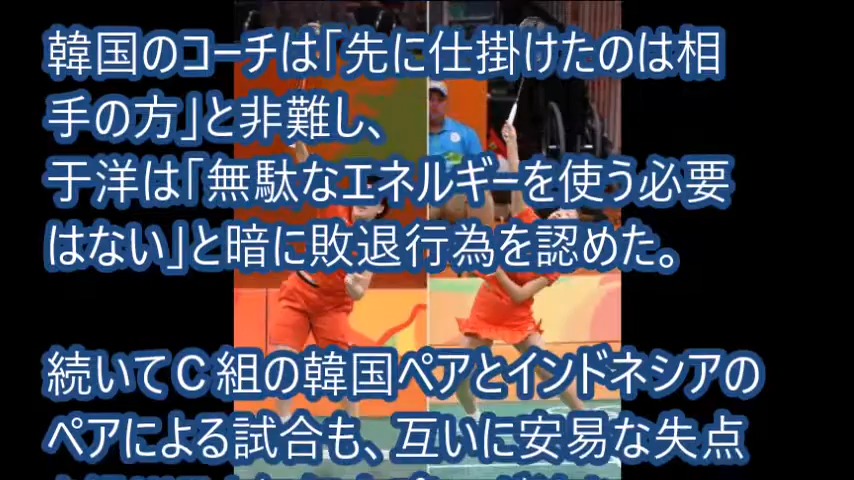 韓国のコーチは「先に仕掛けたのは相
手の方」と非難し、
于洋は「無駄なエネルギーを使う必要
はない」と暗に敗退行為を認めた。
続いてC組の韓国ペアとインドネシアの
ペアによる試合も、互いに安易な失点